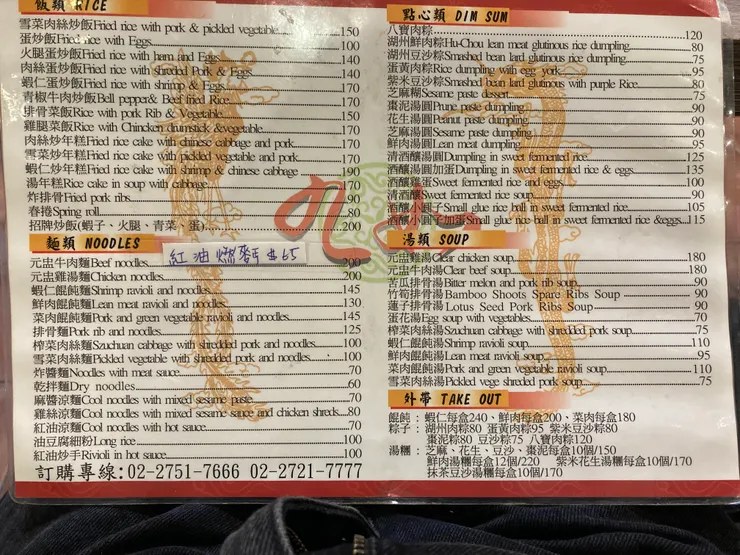 飯類 RICE
雪菜肉絲炒飯Fried rice with pork & pickled vegetable 150
蛋炒飯Fried rice with Eggs 100
火腿蛋炒飯Fried rice with ham and Eggs 140
肉絲蛋炒飯Fried rice with shreded Pork & Eggs 140
蝦仁蛋炒飯Fried rice with shrimp & Eggs 170
青椒牛肉炒飯Bell pepper& Beef fried Rice 170
排骨菜飯Rice with pork Rib & Vegetable 150
雞腿菜飯Rice with Chincken drumstick &vegetable 170
肉絲炒年糕Fried rice cake with chinese cabbage and pork 170
雪菜炒年糕Fried rice cake with pickled vegetable and pork 170
蝦仁炒年糕Fried rice cake with shrimp & chinese cabbage 190
湯年糕Rice cake in soup with cabbage 170
炸排骨Fried pork ribs 90
春捲Spring roll 80
招牌炒飯(蝦子、火腿、青菜、蛋) 200
麵類 NOODLES
紅油燃麵 $65
元盅牛肉麵Beef noodles 200
元盅雞湯麵Chicken noodles 200
蝦仁餛飩麵Shrimp ravioli and noodles 145
鮮肉餛飩麵Lean meat ravioli and noodles 130
菜肉餛飩麵Pork and green vegetable ravioli and noodles 145
排骨麵Pork rib and noodles 125
榨菜肉絲麵Szuchuan cabbage with shredded pork and noodles 100
雪菜肉絲麵Pickled vegetable with shredded pork and noodles 100
炸醬麵Noodles with meat sauce 70
乾拌麵Dry noodles 60
麻醬涼麵Cool noodles with mixed sesame paste 70
雞絲涼麵Cool noodles with mixed sesame sauce and chicken shreds 80
紅油涼麵Cool noodles with hot sauce 70
油豆腐細粉Long rice 100
紅油炒手Rivioli in hot sauce 100
訂購專線:02-2751-7666 02-2721-7777
點心類 DIM SUM
八寶肉粽 120
湖州鮮肉粽Hu-Chou lean meat glutinous rice dumpling 80
湖州豆沙粽Smashed bean lard glutinous rice dumpling 75
蛋黃肉粽Rice dumpling with egg york 95
紫米豆沙粽Smashed bean lard glutinous with purple Rice 80
芝麻糊Sesame paste dessert 75
棗泥湯圓Prune paste dumpling 90
花生湯圓Peanut paste dumpling 90
芝麻湯圓Sesame paste dumpling 90
鮮肉湯圓Lean meat dumpling 95
清酒釀湯圓Dumpling in sweet fermented rice 125
酒釀湯圓加蛋Dumpling in sweet fermented rice & eggs 135
酒釀蛋Sweet fermented rice and eggs 100
清酒釀Sweet fermented rice soup 90
酒釀小圓子Small glue rice ball in sweet fermented rice 105
酒釀小圓子加蛋Small glue rice ball in sweet fermented rice &eggs 115
湯類 SOUP
元盅雞湯Clear chicken soup 180
元盅牛肉湯Clear beef soup 180
苦瓜排骨湯Bitter melon and pork rib soup 90
竹筍排骨湯Bamboo Shoots Spare Ribs Soup 90
蓮子排骨湯Lotus Seed Pork Ribs Soup 90
蛋花湯Egg soup with vegetables 70
榨菜肉絲湯Szuchuan cabbage with shredded pork soup 75
蝦仁餛飩湯Shrimp ravioli soup 110
鮮肉餛飩湯Lean meat ravioli soup 95
菜肉餛飩湯Pork and green vegetable ravioli soup 110
雪菜肉絲湯Pickled vege shreded pork soup 75
外帶 TAKE OUT
餛飩:蝦仁每盒240、鮮肉每盒200、菜肉每盒180
粽子:湖州肉粽80 蛋黃肉粽95 紫米豆沙粽80
棗泥粽80 豆沙粽75 八寶肉粽120
湯糰:芝麻、花生、豆沙、棗泥每盒10個/150
鮮肉湯糰每盒12個/220 紫米花生湯糰每盒10個/170
抹茶豆沙湯糰每盒10個/170